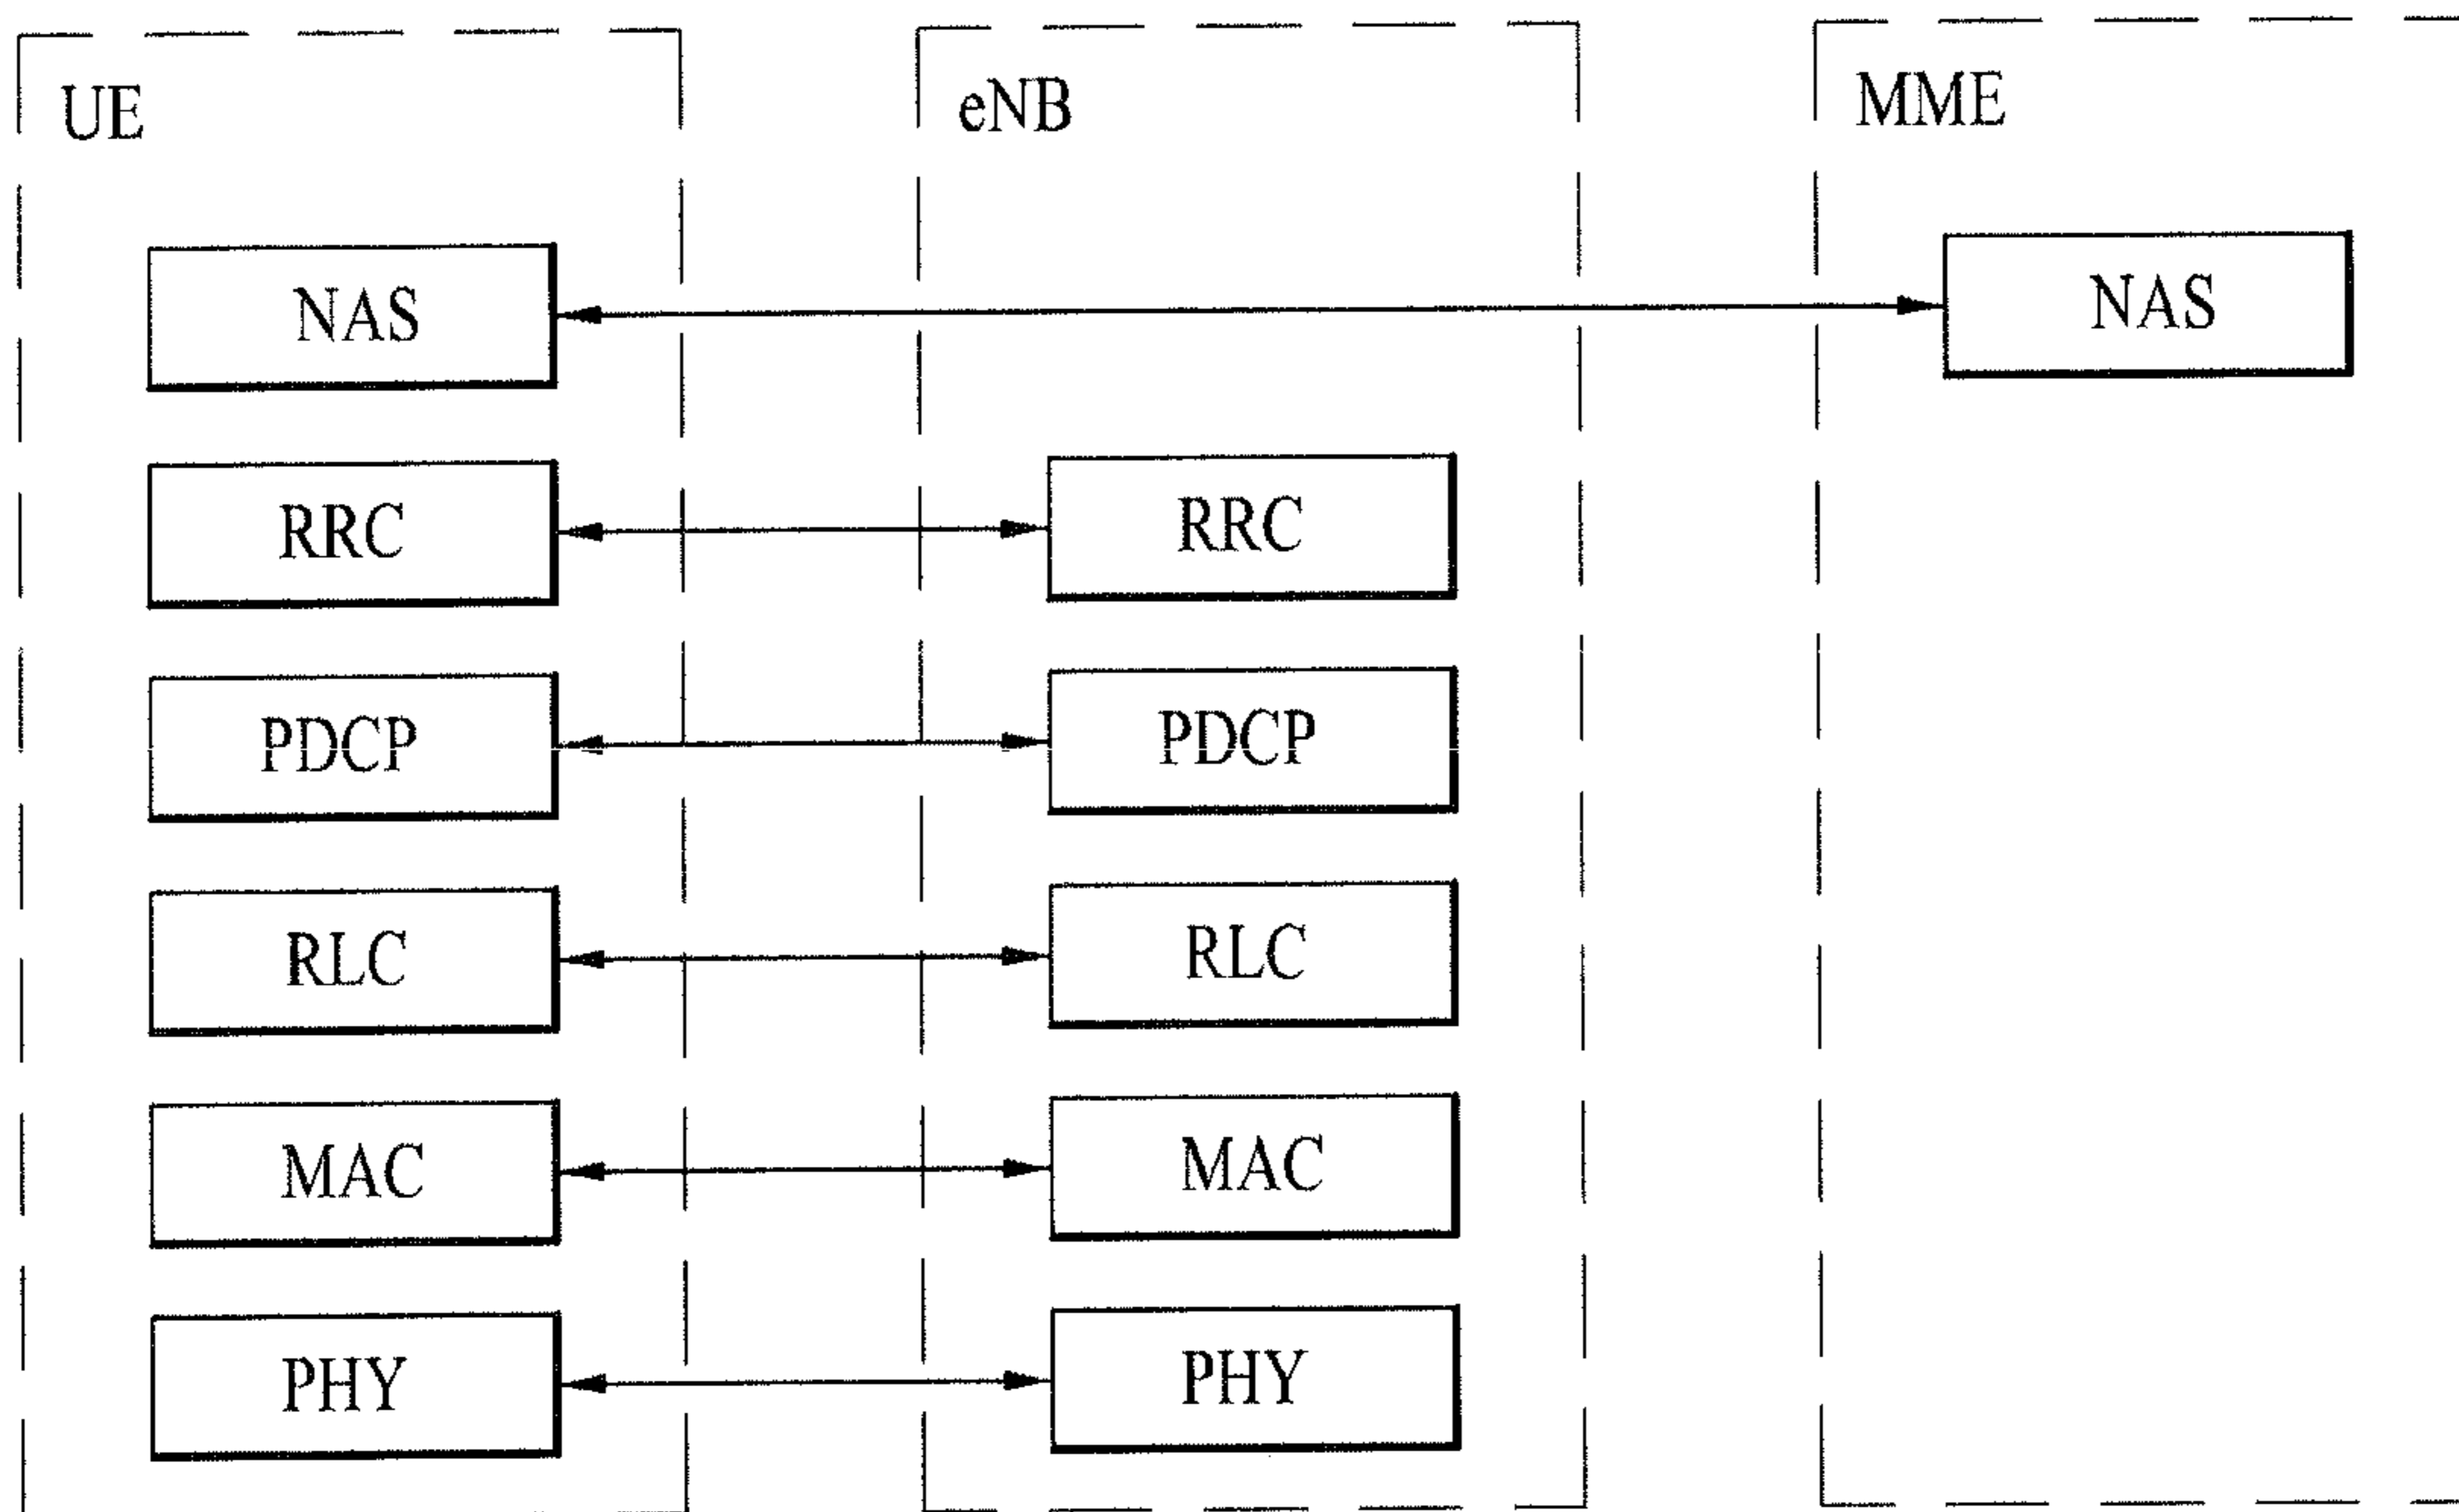 UE eNB MME
NAS NAS
RRC RRC
PDCP PDCP
RLC RLC
MAC MAC
PHY PHY